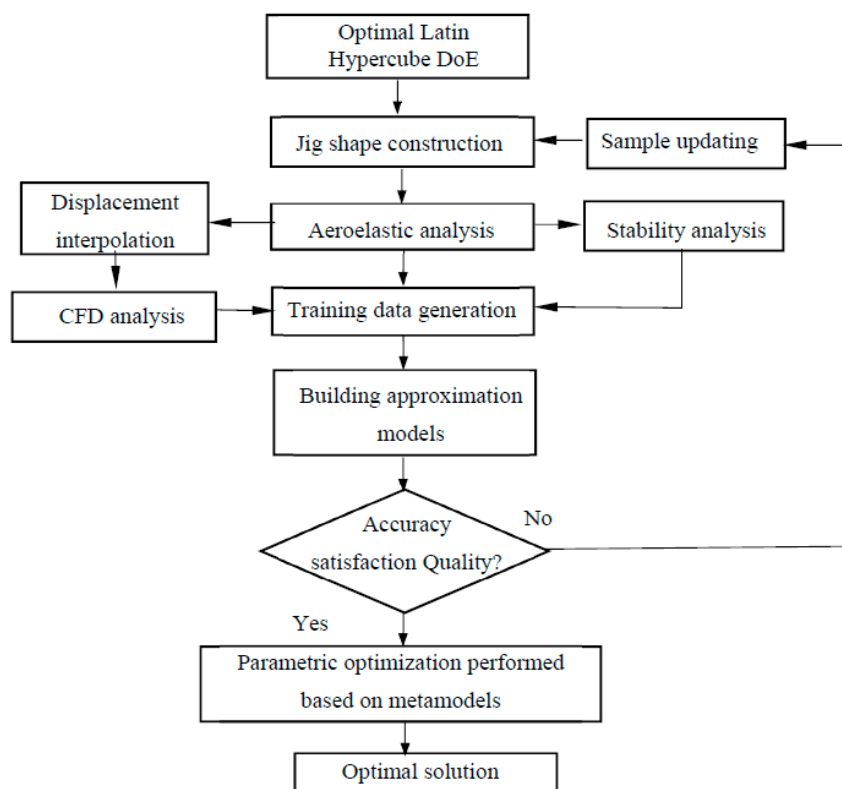 Optimal Latin
Hypercube DoE
Jig shape construction
Sample updating
Displacement
interpolation
Aeroelastic analysis
Stability analysis
CFD analysis
Training data generation
Building approximation
models
Accuracy
satisfaction Quality?
No
Yes
Parametric optimization performed
based on metamodels
Optimal solution